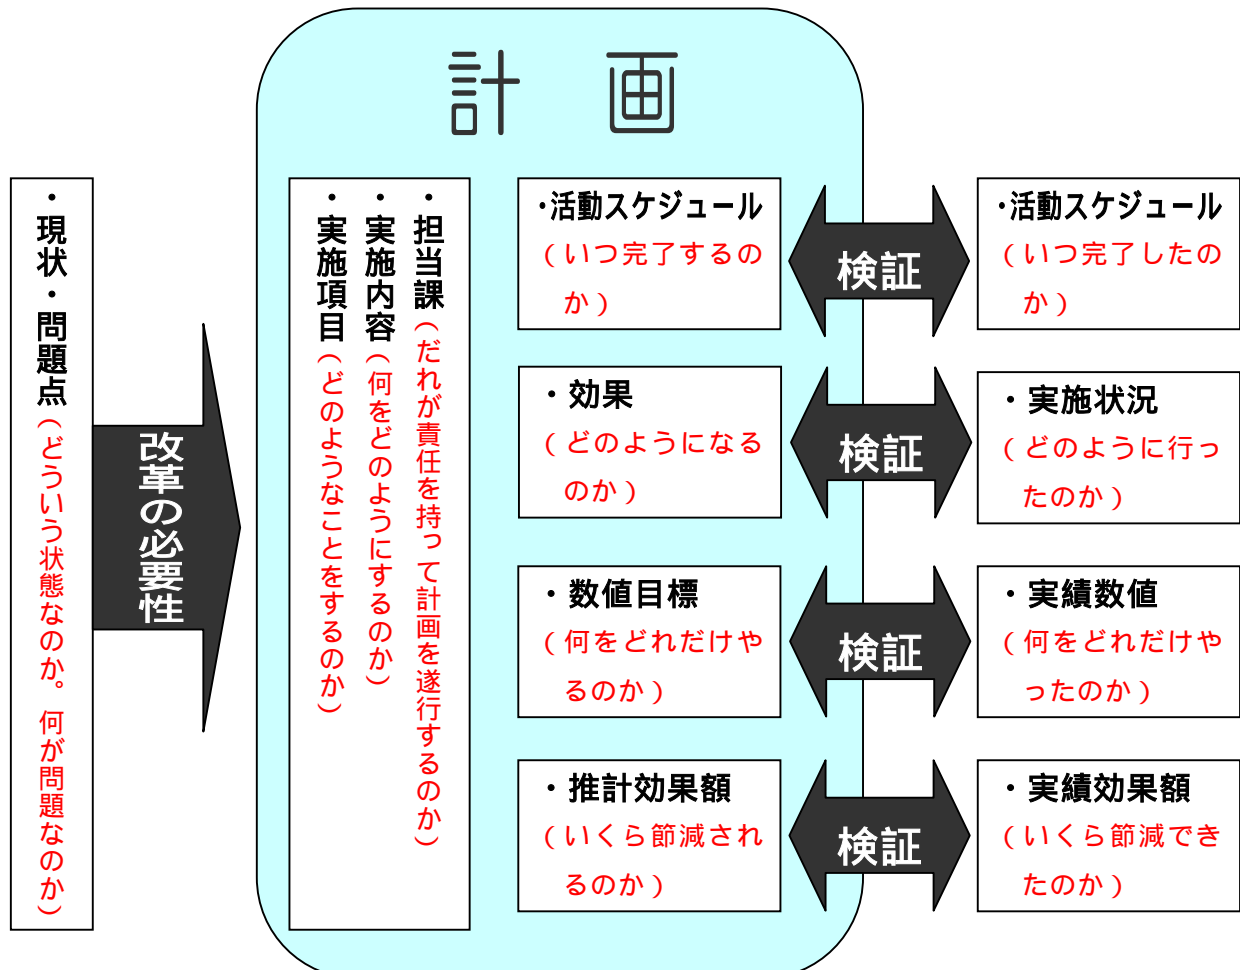 計　画
・現状・問題点（どういう状態なのか。何が問題なのか）
改革の必要性
・担当課（だれが責任を持って計画を遂行するのか）
・実施内容（何をどのようにするのか）
・実施項目（どのようなことをするのか）
・活動スケジュール
（いつ完了するの
か）
検証
・活動スケジュール
（いつ完了したの
か）
・効果
（どのようになる
のか）
検証
・実施状況
（どのように行っ
たのか）
・数値目標
（何をどれだけや
るのか）
検証
・実績数値
（何をどれだけや
ったのか）
・推計効果額
（いくら節減され
るのか）
検証
・実績効果額
（いくら節減でき
たのか）